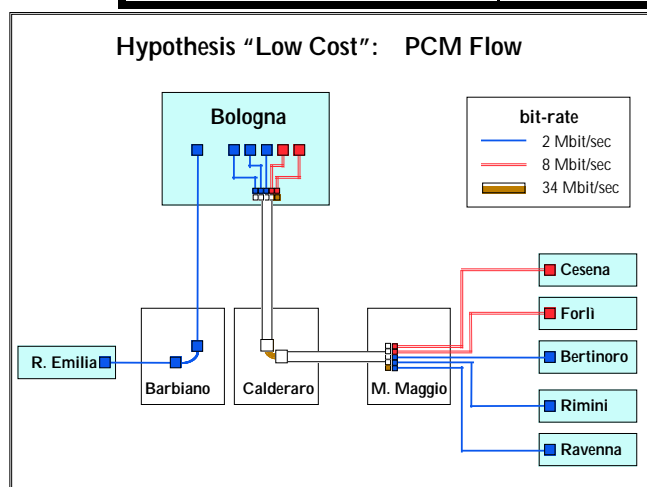 Hypothesis “Low Cost”: PCM Flow
Bologna
bit-rate
2 Mbit/sec
8 Mbit/sec
34 Mbit/sec
Cesena
Forlì
R. Emilia
Barbiano
Calderaro
M. Maggio
Bertinoro
Rimini
Ravenna